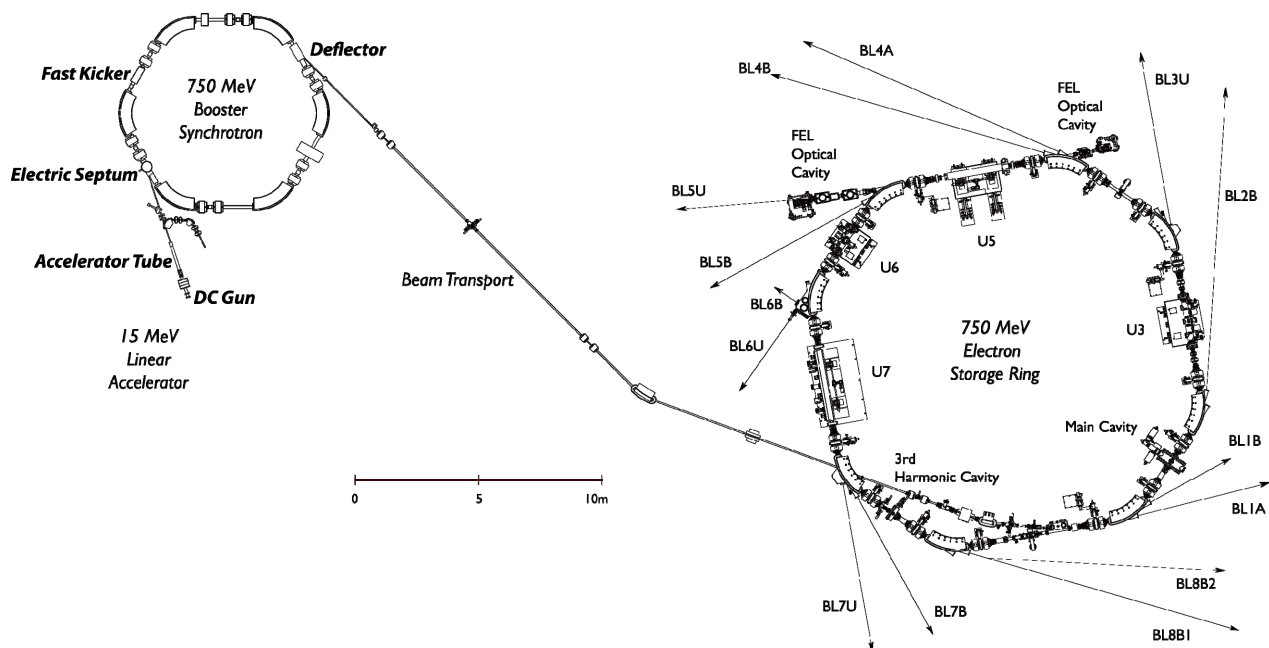 Deflector
Fast Kicker
750 MeV
Booster
Synchrotron
Electric Septum
Accelerator Tube
DC Gun
15 MeV
Linear
Accelerator
Beam Transport
0 5 10m
BL4A
BL4B
BL3U
FEL
Optical
Cavity
BL2B
FEL
Optical
Cavity
BL5U
U5
U6
BL5B
BL6B
BL6U
U7
U3
750 MeV
Electron
Storage Ring
Main Cavity
BL1B
3rd
Harmonic Cavity
BL1A
BL8B2
BL7U
BL7B
BL8B1